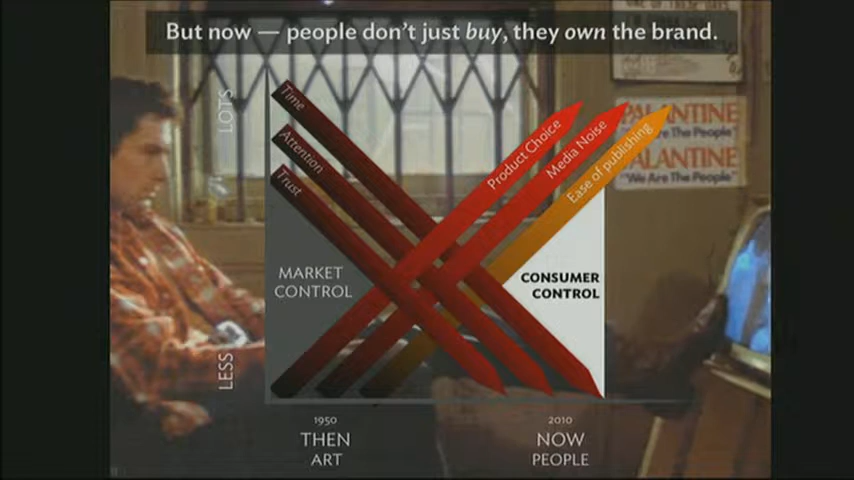 But now — people don't just buy, they own the brand.
LOTS
Time
Attention
Trust
Product Choice
Media Noise
Ease of publishing
PALANTINE
"We Are The People"
PALANTINE
"We Are The People"
MARKET
CONTROL
CONSUMER
CONTROL
LESS
1950
THEN
ART
2010
NOW
PEOPLE